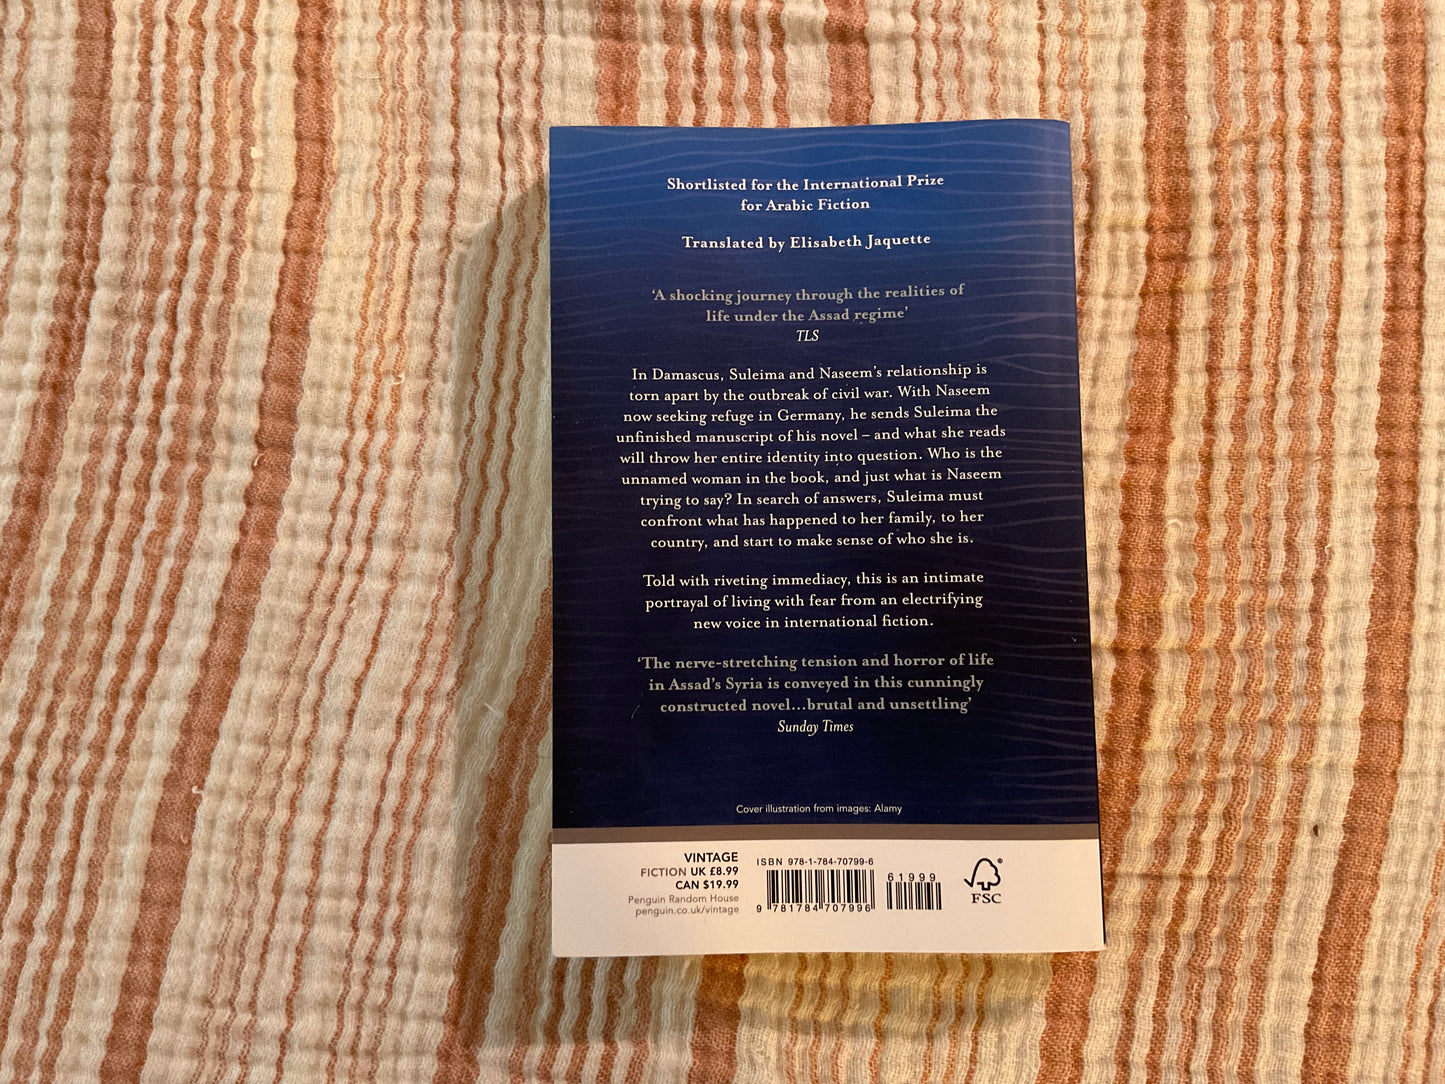 Shortlisted for the International Prize
for Arabic Fiction
Translated by Elisabeth Jaquette
‘A shocking journey through the realities of
life under the Assad regime’
TLS
In Damascus, Suleima and Naseem’s relationship is
torn apart by the outbreak of civil war. With Naseem
now seeking refuge in Germany, he sends Suleima the
unfinished manuscript of his novel – and what she reads
will throw her entire identity into question. Who is the
unnamed woman in the book, and just what is Naseem
trying to say? In search of answers, Suleima must
confront what has happened to her family, to her
country, and start to make sense of who she is.
Told with riveting immediacy, this is an intimate
portrayal of living with fear from an electrifying
new voice in international fiction.
‘The nerve-stretching tension and horror of life
in Assad’s Syria is conveyed in this cunningly
constructed novel...brutal and unsettling’
Sunday Times
Cover illustration from images: Alamy
VINTAGE
FICTION UK £8.99
CAN $19.99
Penguin Random House
penguin.co.uk/vintage
ISBN 978-1-784-70799-6
61999
9 781784 707996
®
FSC